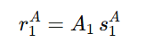 r_1^A = A_1 s_1^A